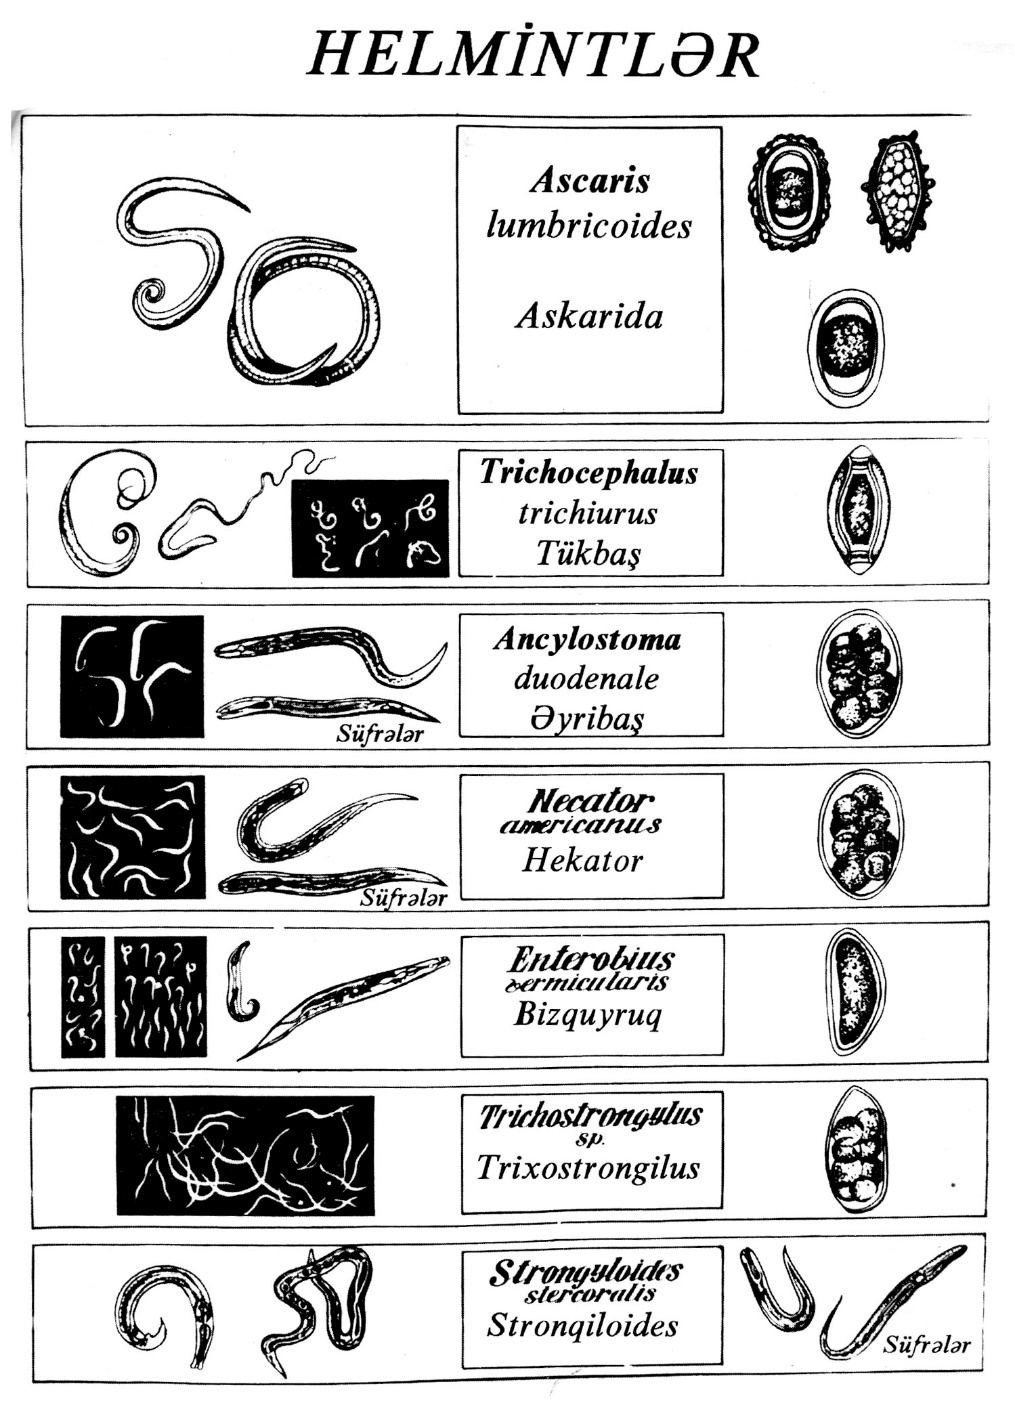 HELMİNTLƏR
Ascaris
lumbricoides
Askarida
Trichocephalus
trichiurus
Tükbaş
Ancylostoma
duodenale
Əyribaş
Süfrələr
Necator
americanus
Hekator
Süfrələr
Enterobius
vermicularis
Bizquyruq
Trichostrongulus
sp.
Trixostrongilus
Stronguloides
stercoralis
Stronqiloides
Süfrələr